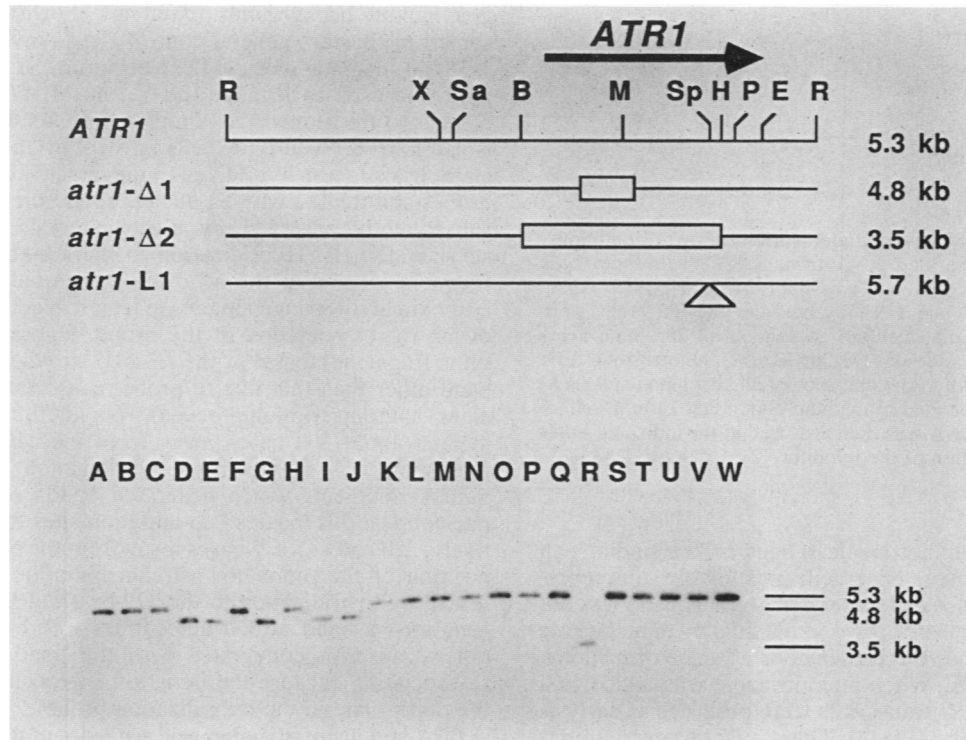 ATR1
R X Sa B M Sp H P E R
ATR1 5.3 kb
atr1-Δ1 4.8 kb
atr1-Δ2 3.5 kb
atr1-L1 5.7 kb
A B C D E F G H I J K L M N O P Q R S T U V W
5.3 kb
4.8 kb
3.5 kb